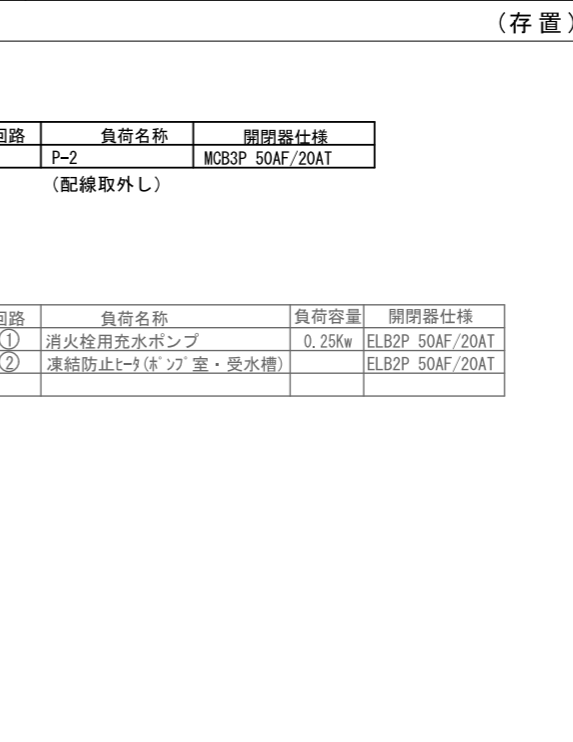 （存置）
回路 負荷名称 開閉器仕様
P-2 MCB3P 50AF/20AT
（配線取外し）
回路 負荷名称 負荷容量 開閉器仕様
① 消火栓用充水ポンプ 0.25Kw ELB2P 50AF/20AT
② 凍結防止ﾋｰﾀ(ﾎﾟﾝﾌﾟ室・受水槽) ELB2P 50AF/20AT